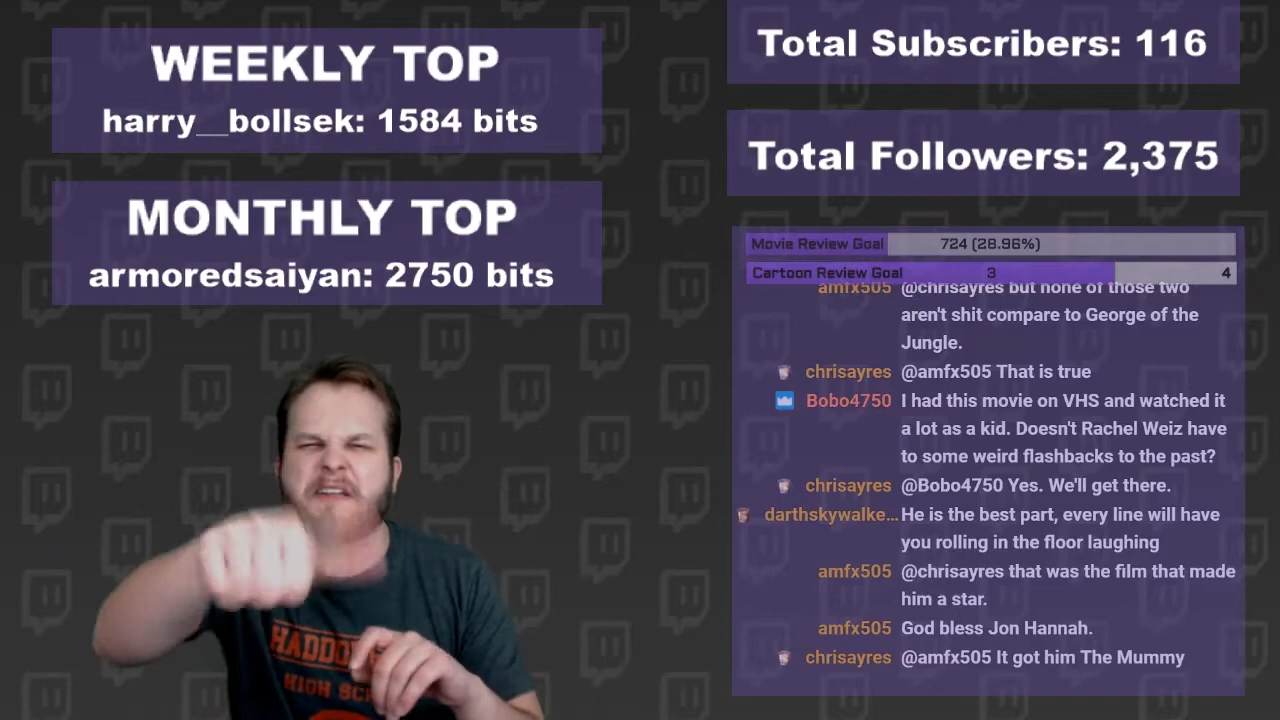 WEEKLY TOP
harry__bollsek: 1584 bits
MONTHLY TOP
armoredsaiyan: 2750 bits
Total Subscribers: 116
Total Followers: 2,375
Movie Review Goal 724 (28.96%)
Cartoon Review Goal 3 4
amfx505 @chrisayres but none of those two
aren't shit compare to George of the
Jungle.
chrisayres @amfx505 That is true
Bobo4750 I had this movie on VHS and watched it
a lot as a kid. Doesn't Rachel Weiz have
to some weird flashbacks to the past?
chrisayres @Bobo4750 Yes. We'll get there.
darthskywalke... He is the best part, every line will have
you rolling in the floor laughing
amfx505 @chrisayres that was the film that made
him a star.
amfx505 God bless Jon Hannah.
chrisayres @amfx505 It got him The Mummy
HADDON
HIGH SC